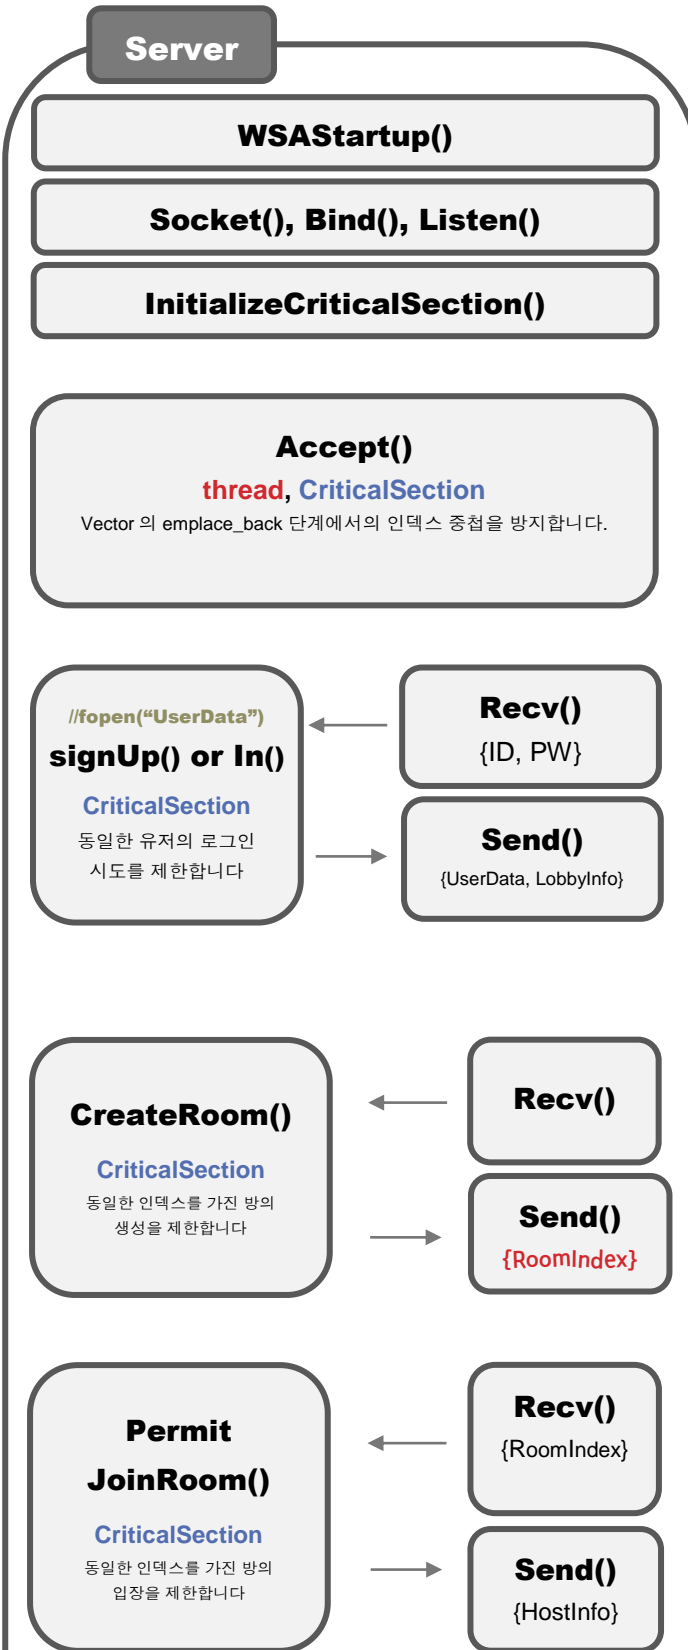 Server
WSAStartup()
Socket(), Bind(), Listen()
InitializeCriticalSection()
Accept()
thread, CriticalSection
Vector 의 emplace_back 단계에서의 인덱스 중첩을 방지합니다.
//fopen(“UserData”)
signUp() or In()
CriticalSection
동일한 유저의 로그인
시도를 제한합니다
Recv()
{ID, PW}
Send()
{UserData, LobbyInfo}
CreateRoom()
CriticalSection
동일한 인덱스를 가진 방의
생성을 제한합니다
Recv()
Send()
{RoomIndex}
Permit
JoinRoom()
CriticalSection
동일한 인덱스를 가진 방의
입장을 제한합니다
Recv()
{RoomIndex}
Send()
{HostInfo}